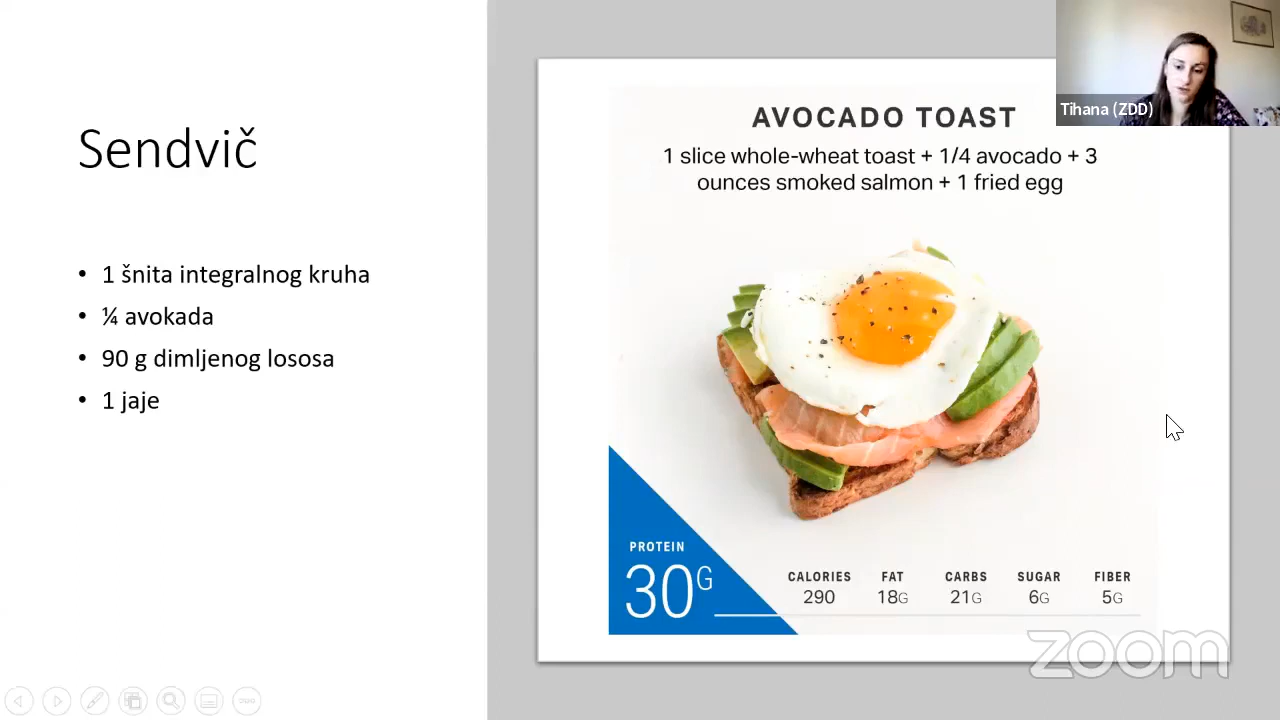 Sendvič
• 1 šnita integralnog kruha
• ¼ avokada
• 90 g dimljenog lososa
• 1 jaje
AVOCADO TOAST
1 slice whole-wheat toast + 1/4 avocado + 3
ounces smoked salmon + 1 fried egg
PROTEIN
30G
CALORIES FAT CARBS SUGAR FIBER
290 18G 21G 6G 5G
Tihana (ZDD)
zoom